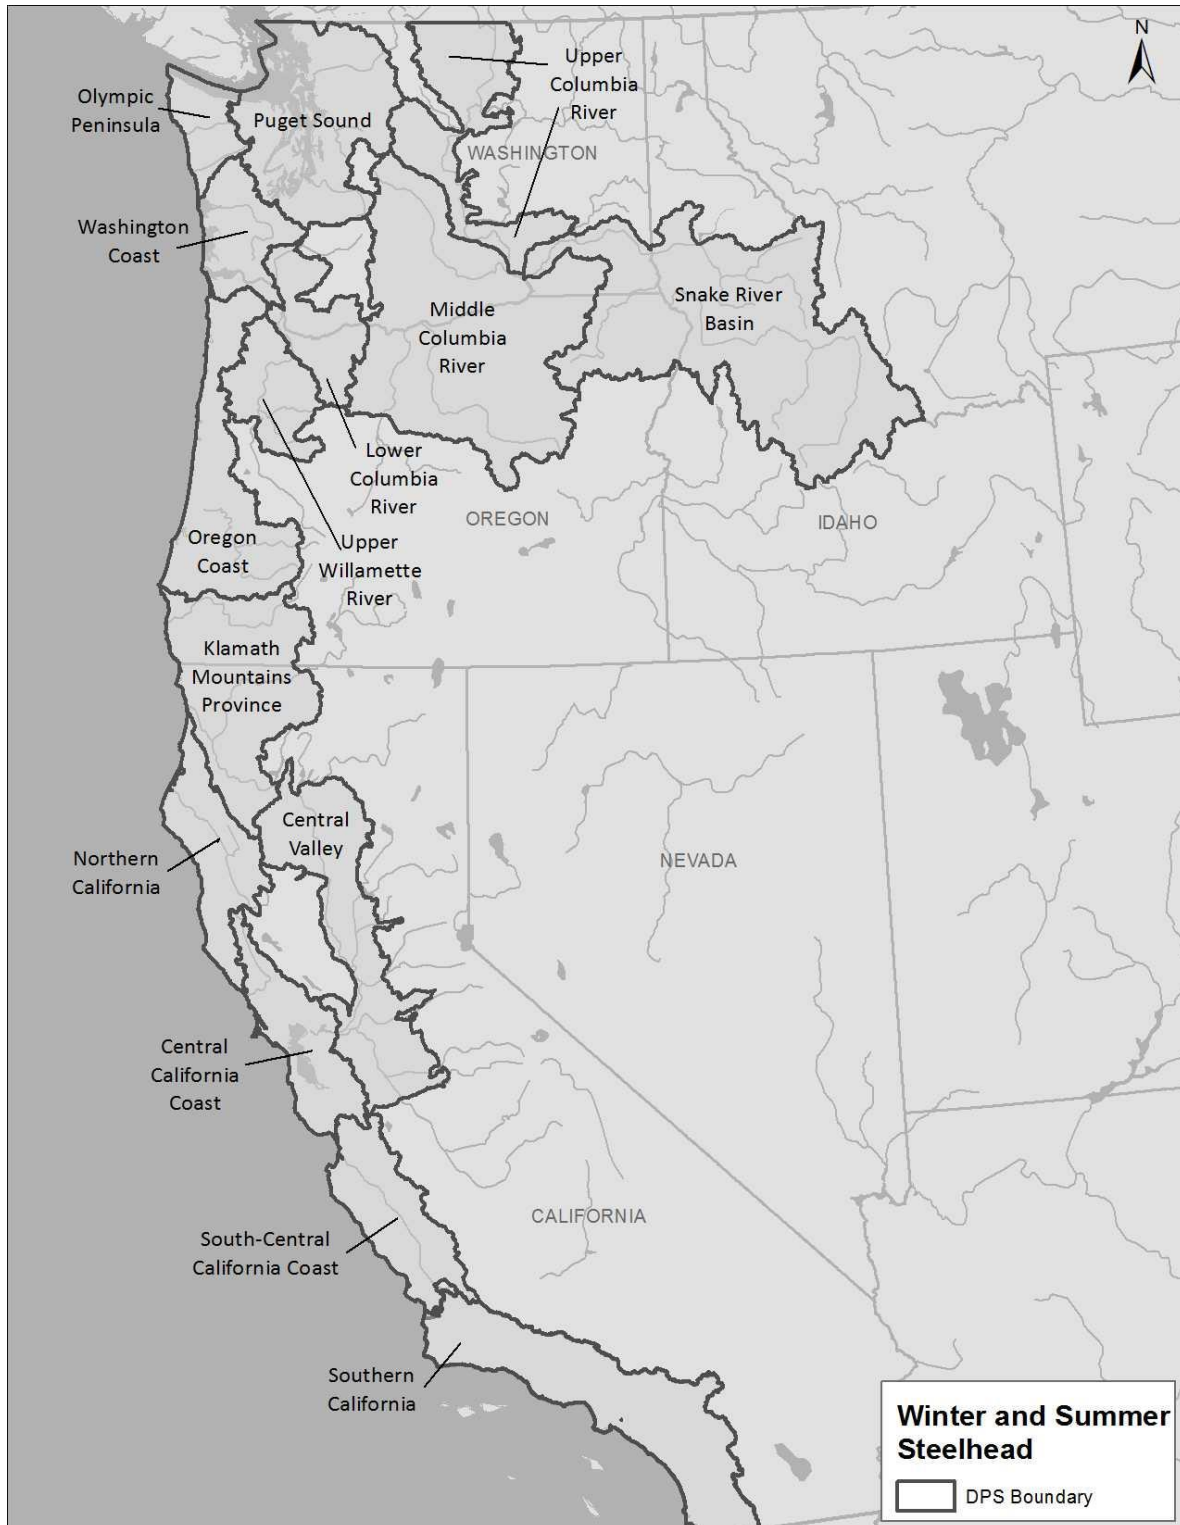 N
Upper
Columbia
River
Olympic
Peninsula
Puget Sound
WASHINGTON
Washington
Coast
Snake River
Basin
Middle
Columbia
River
Lower
Columbia
River
OREGON
IDAHO
Oregon
Coast
Upper
Willamette
River
Klamath
Mountains
Province
Central
Valley
Northern
California
NEVADA
Central
California
Coast
CALIFORNIA
South-Central
California Coast
Southern
California
Winter and Summer
Steelhead
DPS Boundary